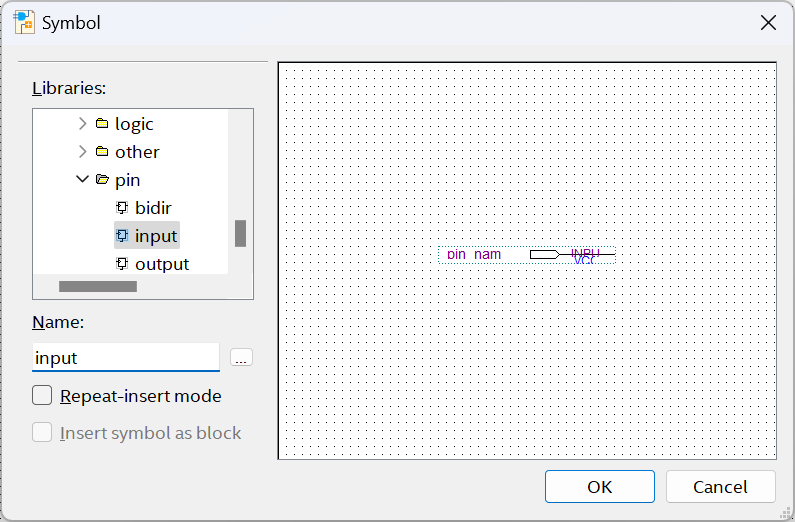 Symbol
Libraries:
logic
other
pin
bidir
input
output
Name:
input
...
Repeat-insert mode
Insert symbol as block
pin_nam
INPU
VCC
OK
Cancel